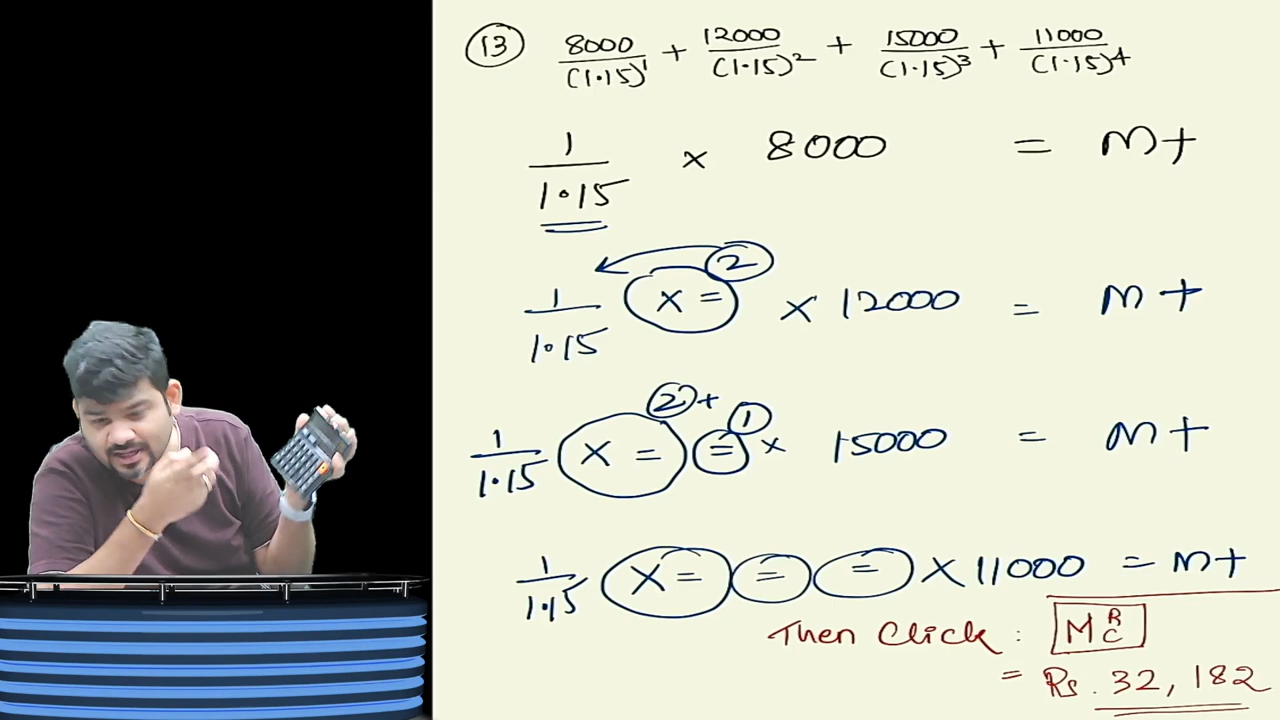 (13) 8000/(1.15)¹ + 12000/(1.15)² + 15000/(1.15)³ + 11000/(1.15)⁴
1/1.15 × 8000 = m+
2
1/1.15 × = × 12000 = m+
2 + 1
1/1.15 × = = × 15000 = m+
1/1.15 × = = = × 11000 = m+
Then Click : MRC
= Rs. 32,182